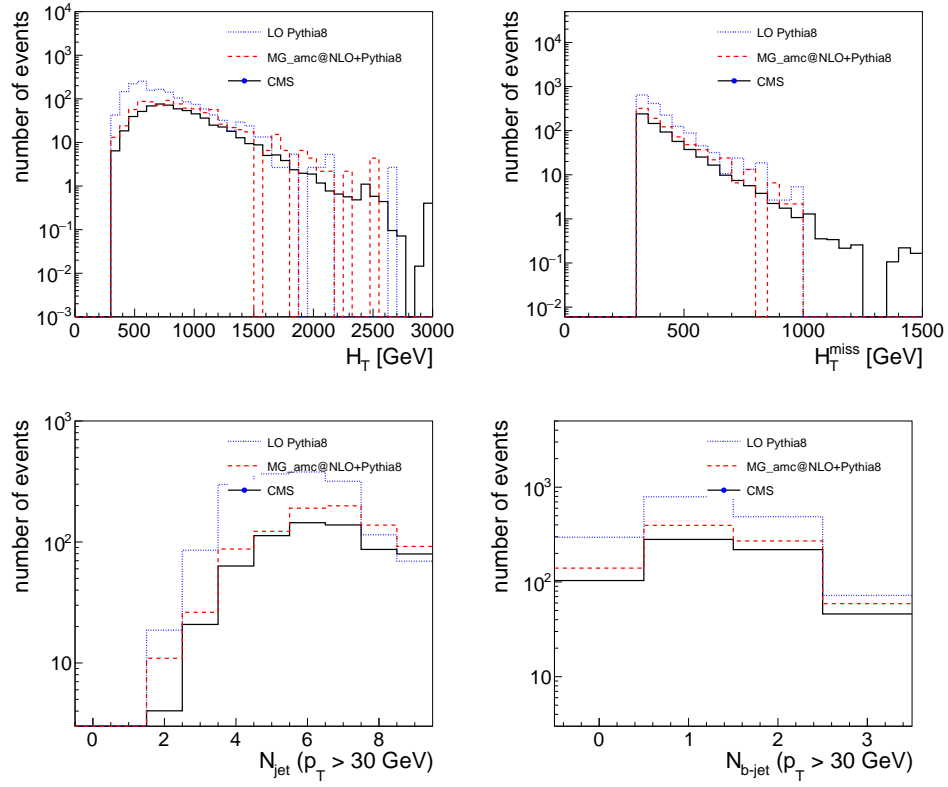 number of events
LO Pythia8
MG_amc@NLO+Pythia8
CMS
10⁴
10³
10²
10
1
10⁻¹
10⁻²
10⁻³
0 500 1000 1500 2000 2500 3000
H_T [GeV]
number of events
LO Pythia8
MG_amc@NLO+Pythia8
CMS
10⁴
10³
10²
10
1
10⁻¹
10⁻²
0 500 1000 1500
H_T^miss [GeV]
number of events
LO Pythia8
MG_amc@NLO+Pythia8
CMS
10³
10²
10
0 2 4 6 8
N_jet (p_T > 30 GeV)
number of events
LO Pythia8
MG_amc@NLO+Pythia8
CMS
10³
10²
10
0 1 2 3
N_b-jet (p_T > 30 GeV)